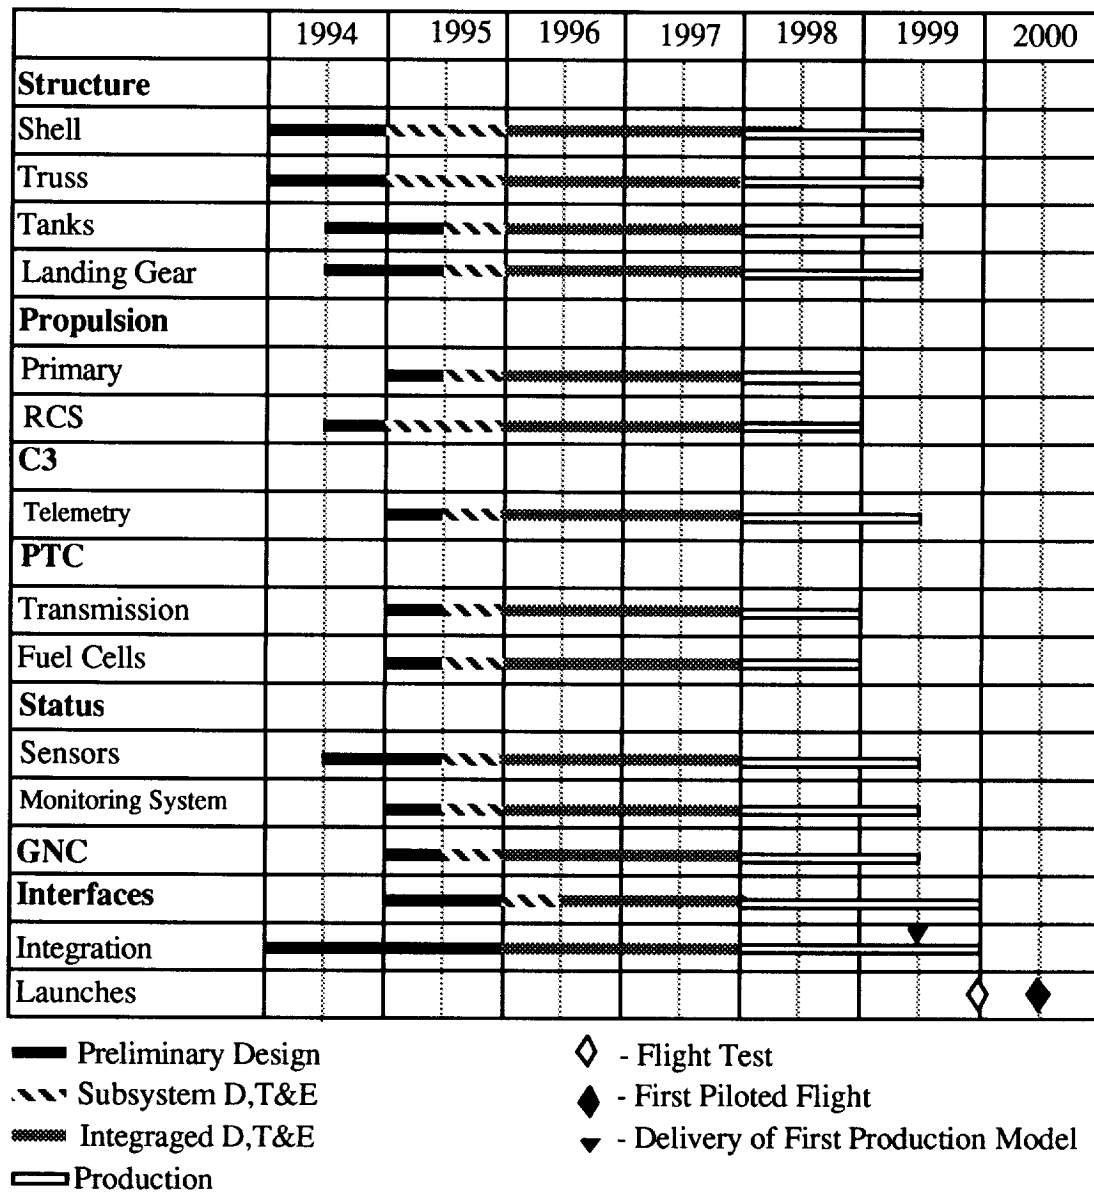 1994 1995 1996 1997 1998 1999 2000
Structure
Shell
Truss
Tanks
Landing Gear
Propulsion
Primary
RCS
C3
Telemetry
PTC
Transmission
Fuel Cells
Status
Sensors
Monitoring System
GNC
Interfaces
Integration
Launches
Preliminary Design
Subsystem D,T&E
Integraged D,T&E
Production
- Flight Test
- First Piloted Flight
- Delivery of First Production Model